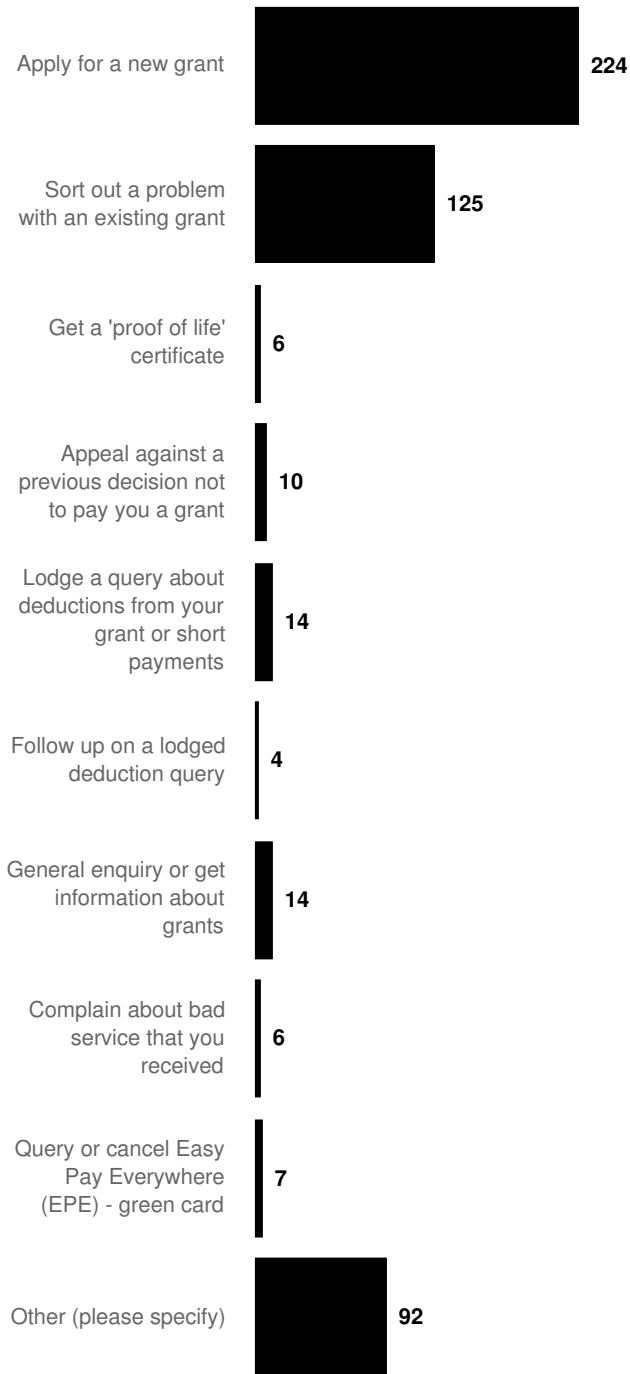 Apply for a new grant
224
Sort out a problem
with an existing grant
125
Get a 'proof of life'
certificate
6
Appeal against a
previous decision not
to pay you a grant
10
Lodge a query about
deductions from your
grant or short
payments
14
Follow up on a lodged
deduction query
4
General enquiry or get
information about
grants
14
Complain about bad
service that you
received
6
Query or cancel Easy
Pay Everywhere
(EPE) - green card
7
Other (please specify)
92